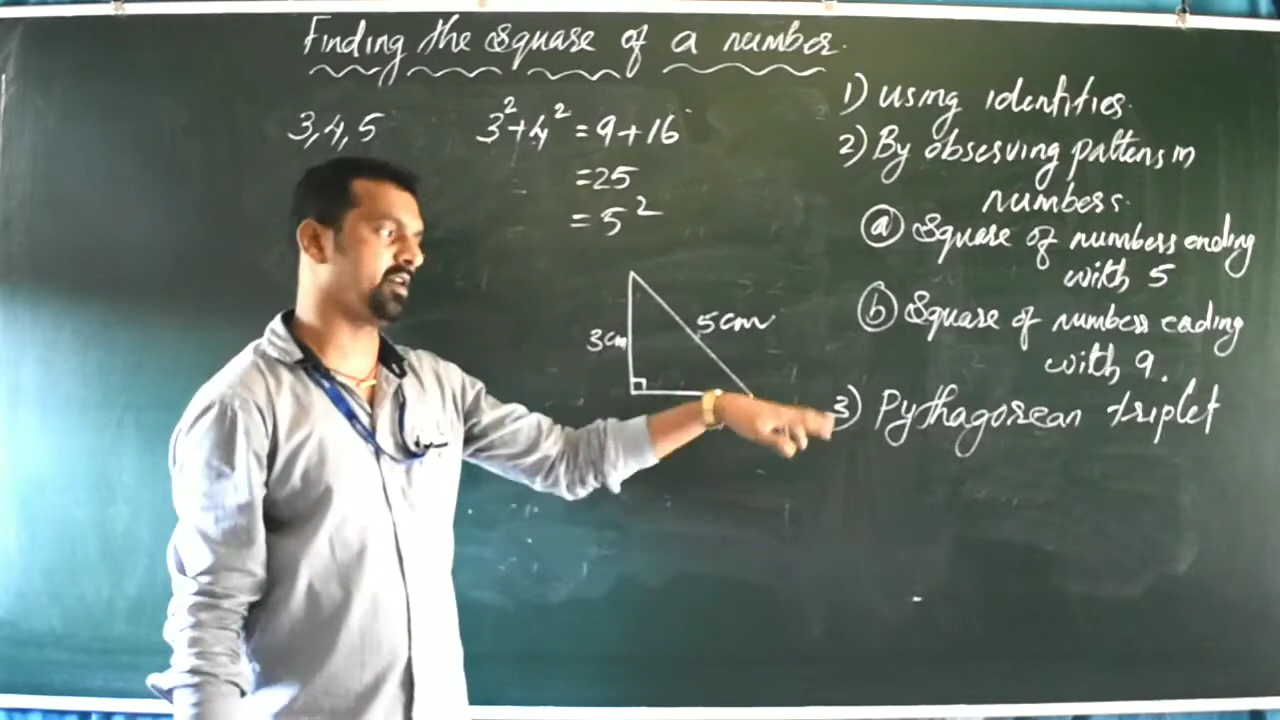 Finding the square of a number.
3,4,5
3²+4² = 9+16
=25
= 5²
3cm
5cm
1) using identities.
2) By observing pattens in
numbers.
(a) Square of numbers ending
with 5
(b) Square of numbers ending
with 9.
3) Pythagorean triplet